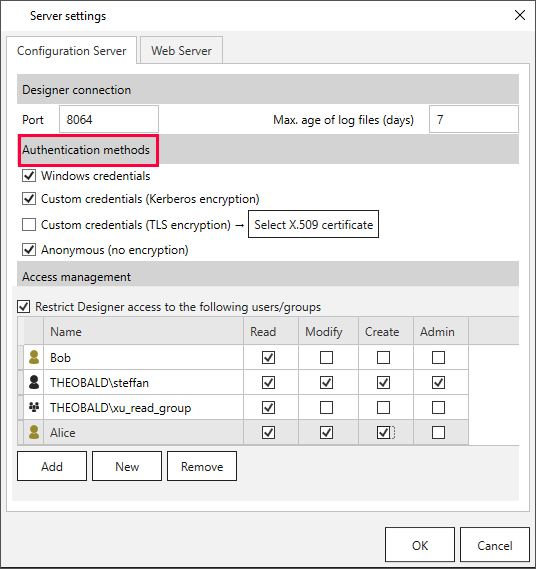 Server settings
Configuration Server Web Server
Designer connection
Port 8064 Max. age of log files (days) 7
Authentication methods
Windows credentials
Custom credentials (Kerberos encryption)
Custom credentials (TLS encryption) → Select X.509 certificate
Anonymous (no encryption)
Access management
Restrict Designer access to the following users/groups
Name Read Modify Create Admin
Bob
THEOBALD\steffan
THEOBALD\xu_read_group
Alice
Add New Remove
OK Cancel